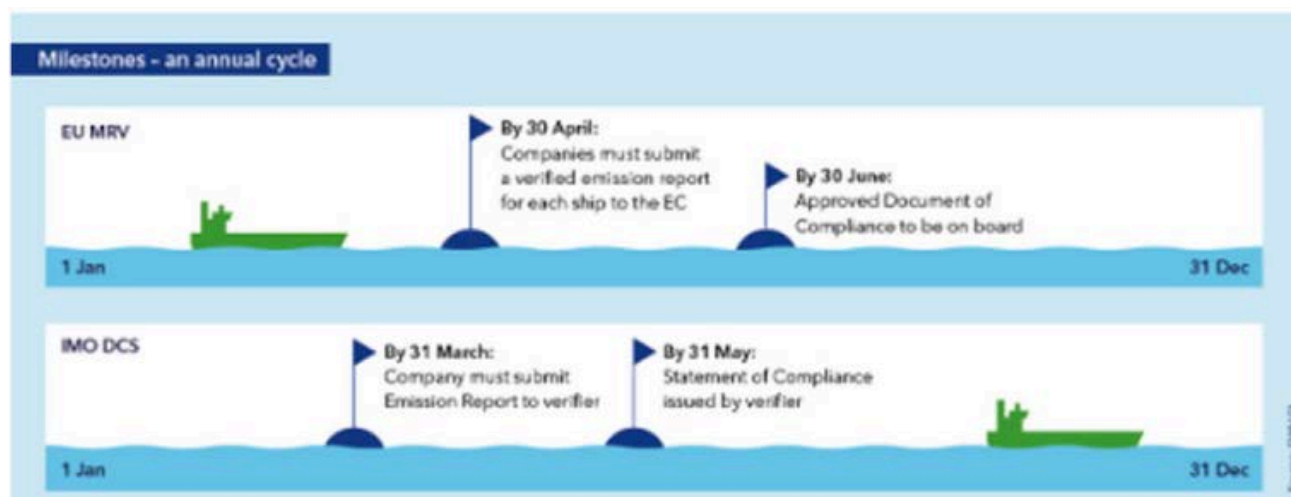 Milestones - an annual cycle
EU MRV
By 30 April:
Companies must submit
a verified emission report
for each ship to the EC
By 30 June:
Approved Document of
Compliance to be on board
1 Jan
31 Dec
IMO DCS
By 31 March:
Company must submit
Emission Report to verifier
By 31 May:
Statement of Compliance
issued by verifier
1 Jan
31 Dec